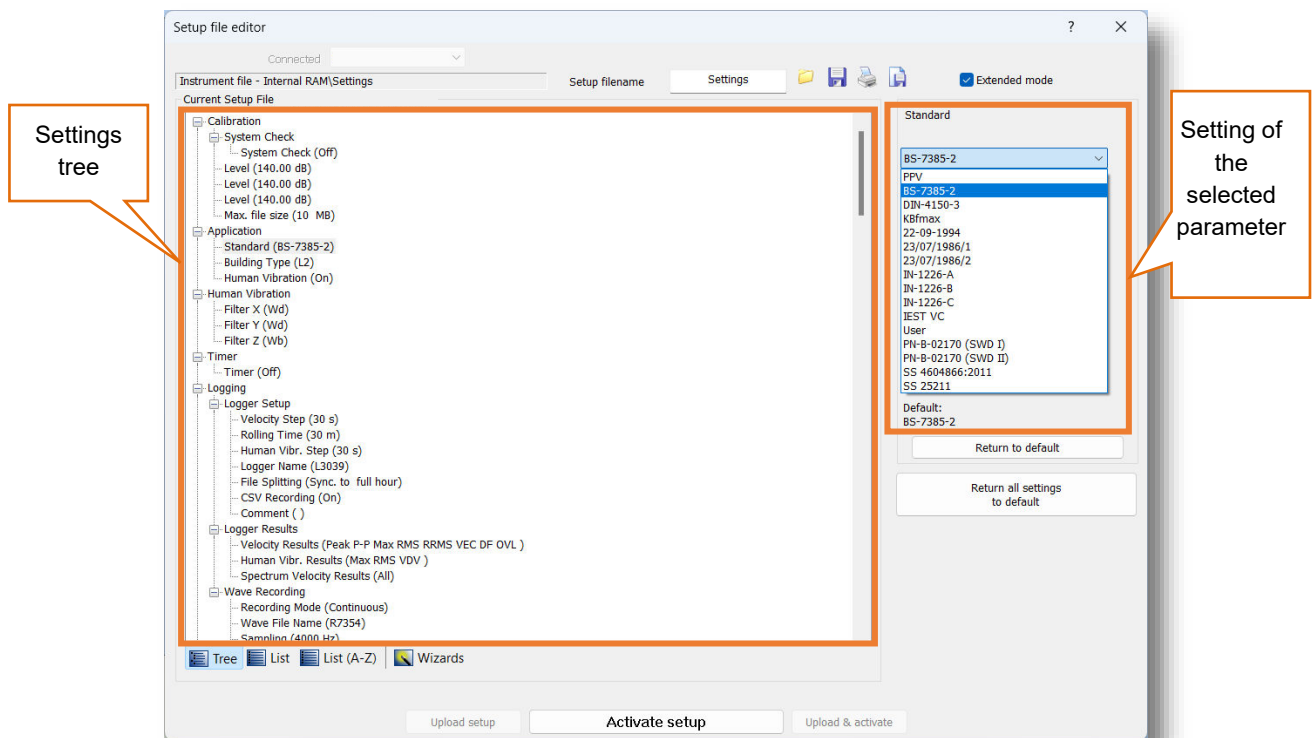 Setup file editor
? X
Connected
Instrument file - Internal RAM\Settings
Setup filename
Settings
Extended mode
Current Setup File
Settings
tree
Calibration
System Check
System Check (Off)
Level (140.00 dB)
Level (140.00 dB)
Level (140.00 dB)
Max. file size (10 MB)
Application
Standard (BS-7385-2)
Building Type (L2)
Human Vibration (On)
Human Vibration
Filter X (Wd)
Filter Y (Wd)
Filter Z (Wb)
Timer
Timer (Off)
Logging
Logger Setup
Velocity Step (30 s)
Rolling Time (30 m)
Human Vibr. Step (30 s)
Logger Name (L3039)
File Splitting (Sync. to full hour)
CSV Recording (On)
Comment ( )
Logger Results
Velocity Results (Peak P-P Max RMS RRMS VEC DF OVL )
Human Vibr. Results (Max RMS VDV )
Spectrum Velocity Results (All)
Wave Recording
Recording Mode (Continuous)
Wave File Name (R7354)
Sampling (4000 Hz)
Standard
BS-7385-2
PPV
BS-7385-2
DIN-4150-3
KBfmax
22-09-1994
23/07/1986/1
23/07/1986/2
IN-1226-A
IN-1226-B
IN-1226-C
IEST VC
User
PN-B-02170 (SWD I)
PN-B-02170 (SWD II)
SS 4604866:2011
SS 25211
Default:
BS-7385-2
Return to default
Return all settings
to default
Setting of
the
selected
parameter
Tree List List (A-Z) Wizards
Upload setup Activate setup Upload & activate